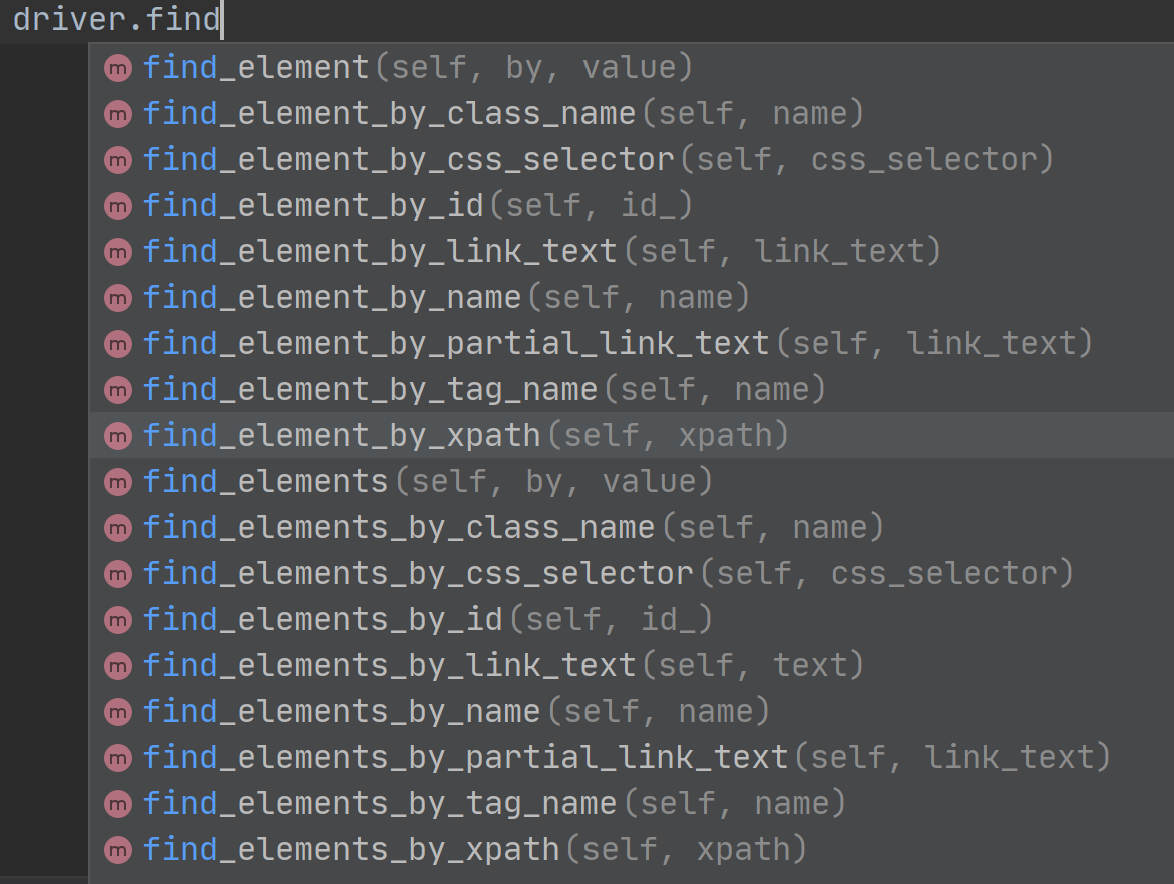 driver.find
m find_element(self, by, value)
m find_element_by_class_name(self, name)
m find_element_by_css_selector(self, css_selector)
m find_element_by_id(self, id_)
m find_element_by_link_text(self, link_text)
m find_element_by_name(self, name)
m find_element_by_partial_link_text(self, link_text)
m find_element_by_tag_name(self, name)
m find_element_by_xpath(self, xpath)
m find_elements(self, by, value)
m find_elements_by_class_name(self, name)
m find_elements_by_css_selector(self, css_selector)
m find_elements_by_id(self, id_)
m find_elements_by_link_text(self, text)
m find_elements_by_name(self, name)
m find_elements_by_partial_link_text(self, link_text)
m find_elements_by_tag_name(self, name)
m find_elements_by_xpath(self, xpath)